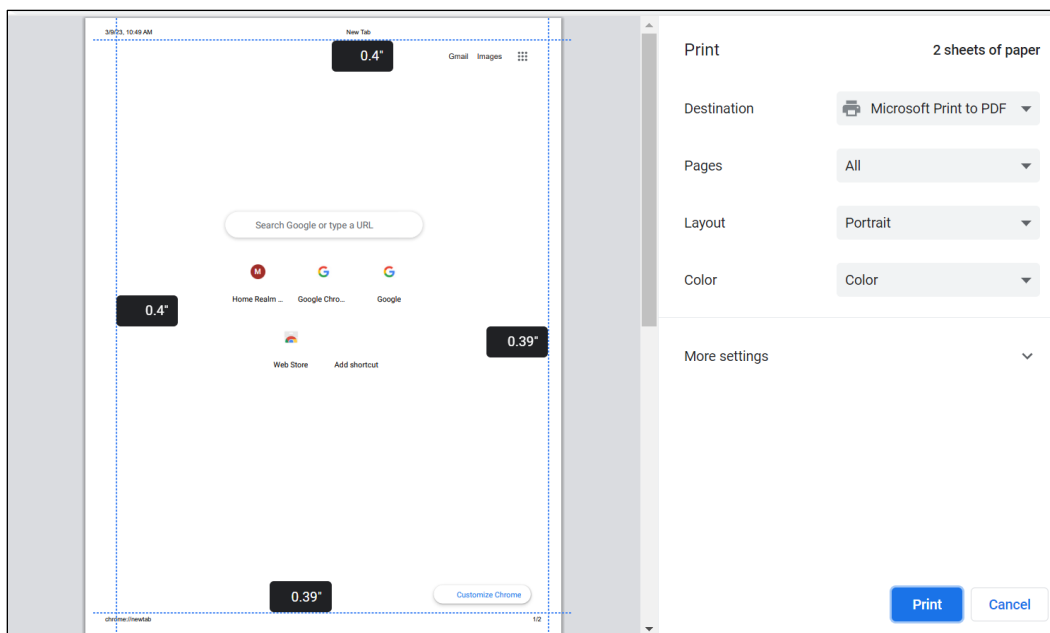 3/9/23, 10:49 AM New Tab
0.4"
Gmail Images
Search Google or type a URL
M
Home Realm ... Google Chro... Google
0.4"
0.39"
Web Store Add shortcut
0.39"
Customize Chrome
chrome://newtab 1/2
Print 2 sheets of paper
Destination Microsoft Print to PDF
Pages All
Layout Portrait
Color Color
More settings
Print Cancel